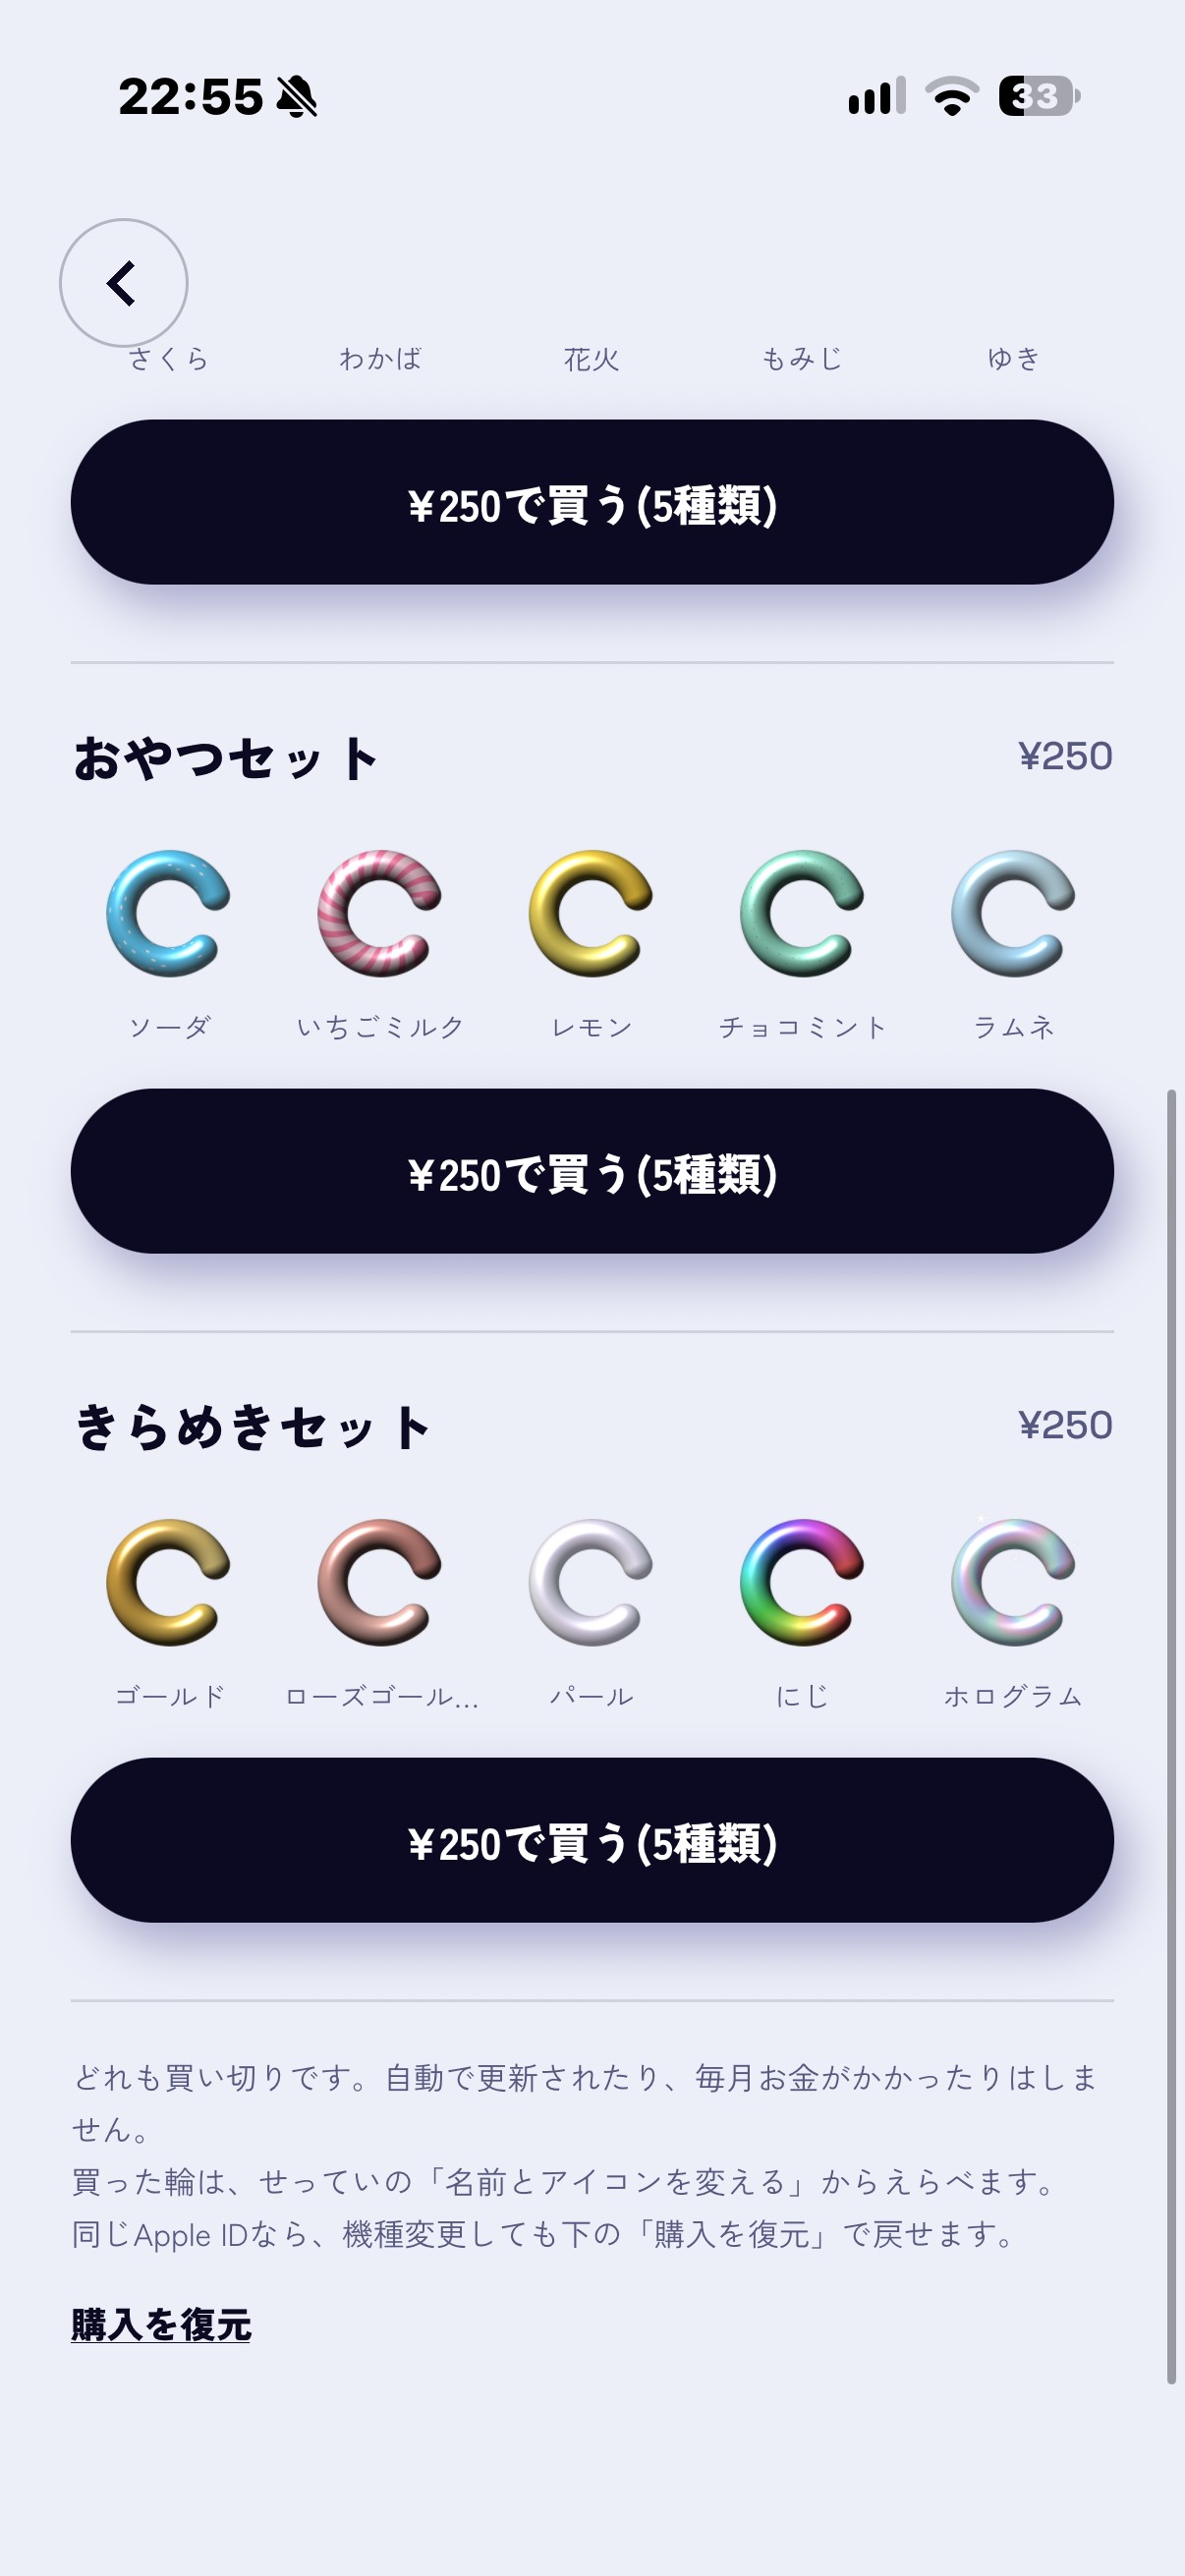 22:55
33
さくら わかば 花火 もみじ ゆき
¥250で買う(5種類)
おやつセット ¥250
ソーダ いちごミルク レモン チョコミント ラムネ
¥250で買う(5種類)
きらめきセット ¥250
ゴールド ローズゴール... パール にじ ホログラム
¥250で買う(5種類)
どれも買い切りです。自動で更新されたり、毎月お金がかかったりはしま
せん。
買った輪は、せっていの「名前とアイコンを変える」からえらべます。
同じApple IDなら、機種変更しても下の「購入を復元」で戻せます。
購入を復元